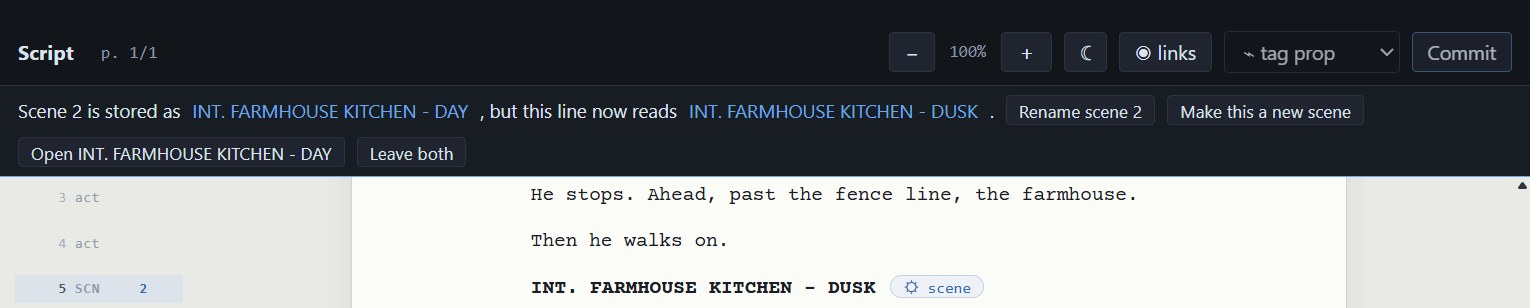 Script p. 1/1 − 100% + ☾ ◉ links ⌁ tag prop Commit
Scene 2 is stored as INT. FARMHOUSE KITCHEN - DAY , but this line now reads INT. FARMHOUSE KITCHEN - DUSK . Rename scene 2 Make this a new scene
Open INT. FARMHOUSE KITCHEN - DAY Leave both
3 act He stops. Ahead, past the fence line, the farmhouse.
4 act Then he walks on.
5 SCN 2 INT. FARMHOUSE KITCHEN - DUSK scene